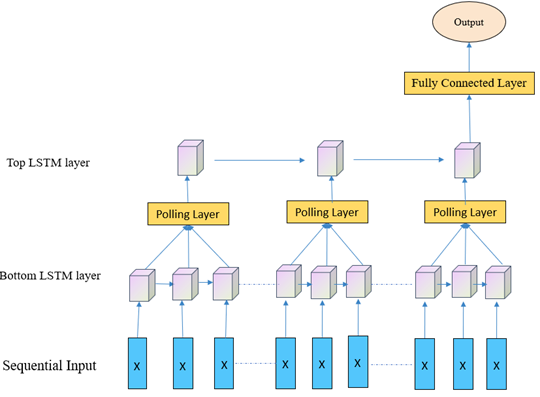 Output
Fully Connected Layer
Top LSTM layer
Polling Layer Polling Layer Polling Layer
Bottom LSTM layer
Sequential Input X X X X X X X X X